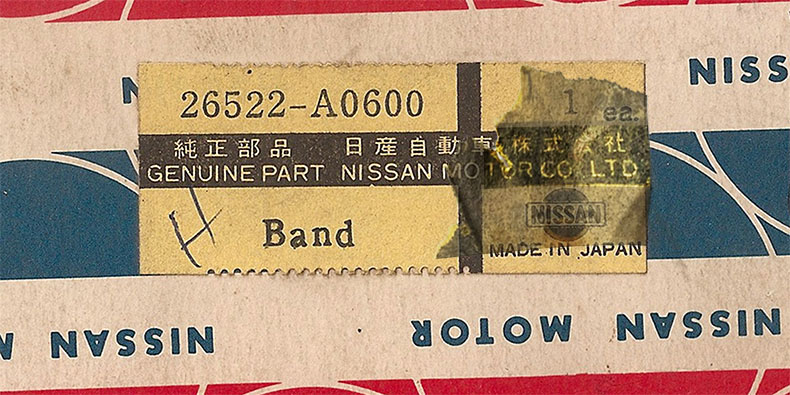 NISS
26522-A0600
1 ea.
純正部品 日産自動車株式会社
GENUINE PART NISSAN MOTOR CO., LTD.
NISSAN
H Band
MADE IN JAPAN
NISSAN
NISSAN MOTOR